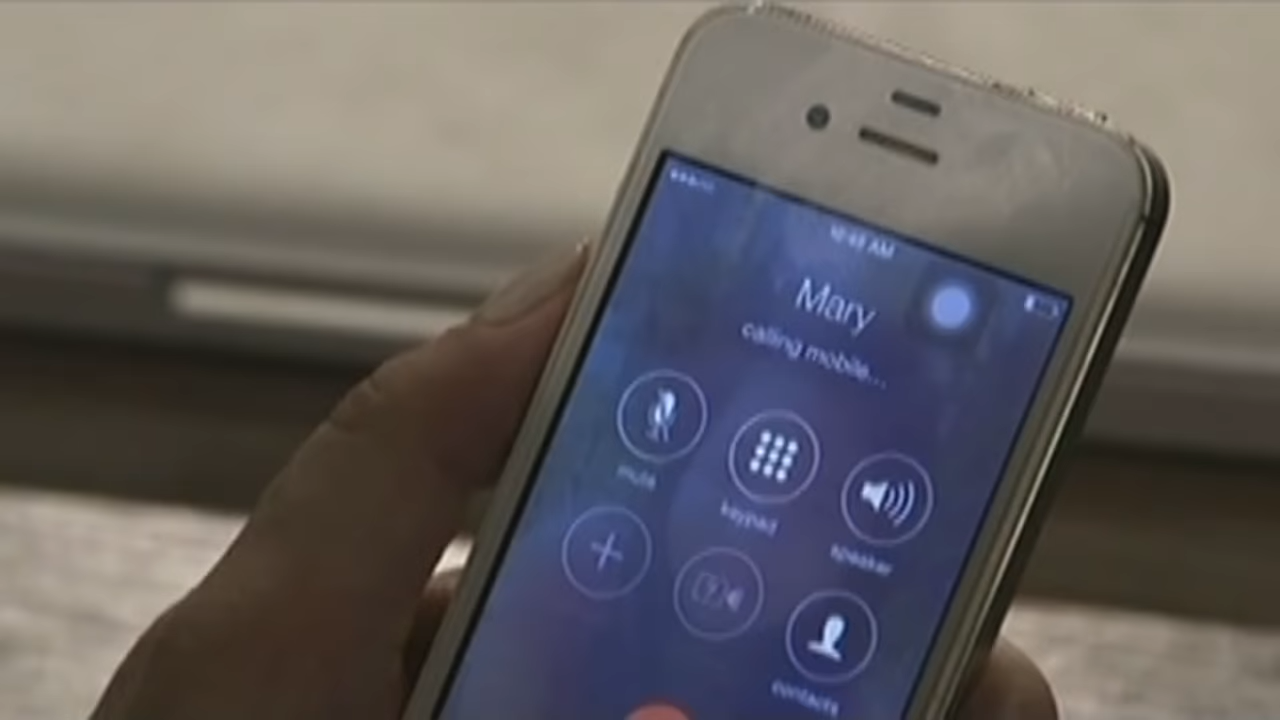 Mary
calling mobile...
mute
keypad
speaker
contacts